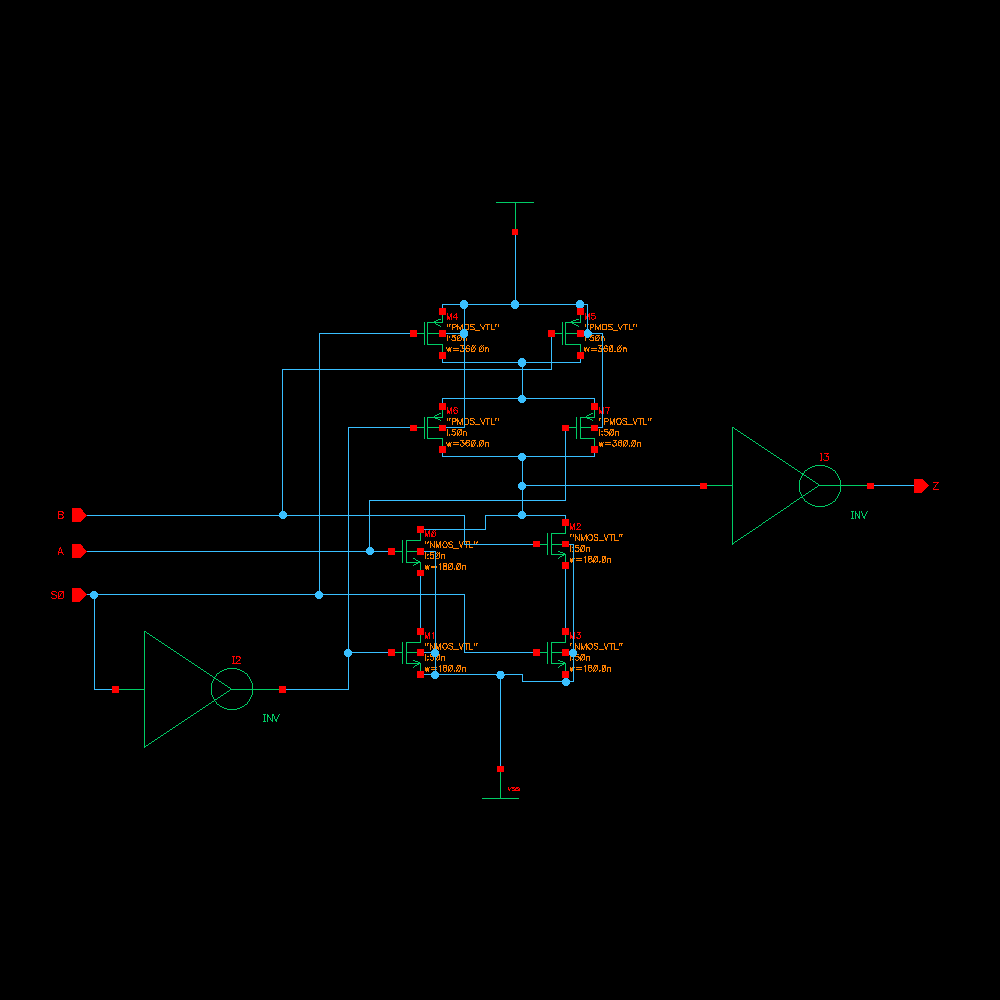 M4
"PMOS_VTL"
l:50n
w=360.0n
M5
"PMOS_VTL"
l:50n
w=360.0n
M6
"PMOS_VTL"
l:50n
w=360.0n
M7
"PMOS_VTL"
l:50n
w=360.0n
I3
Z
INV
B
A
S0
M0
"NMOS_VTL"
l:50n
w=180.0n
M2
"NMOS_VTL"
l:50n
w=180.0n
M1
"NMOS_VTL"
l:50n
w=180.0n
M3
"NMOS_VTL"
l:50n
w=180.0n
I2
INV
vss